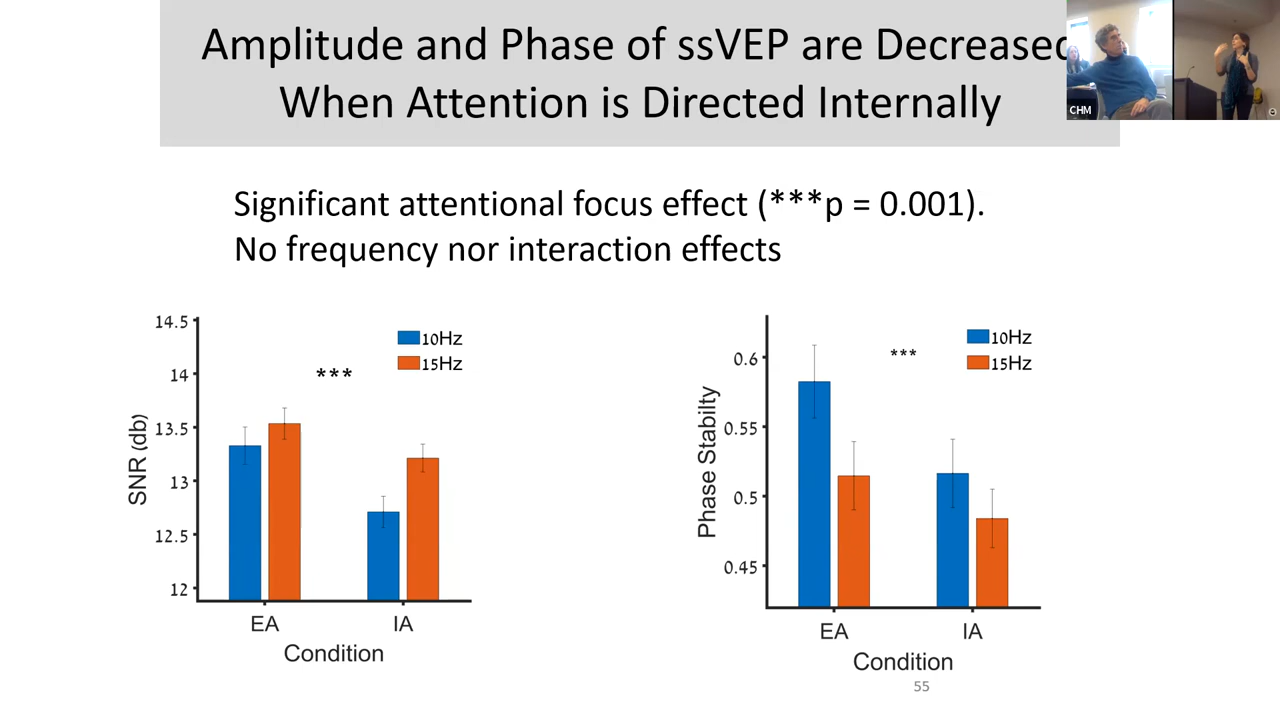 Amplitude and Phase of ssVEP are Decreased
When Attention is Directed Internally
CHM
Significant attentional focus effect (***p = 0.001).
No frequency nor interaction effects
14.5
14
13.5
13
12.5
12
SNR (db)
***
10Hz
15Hz
EA
IA
Condition
0.6
0.55
0.5
0.45
Phase Stabilty
***
10Hz
15Hz
EA
IA
Condition
55